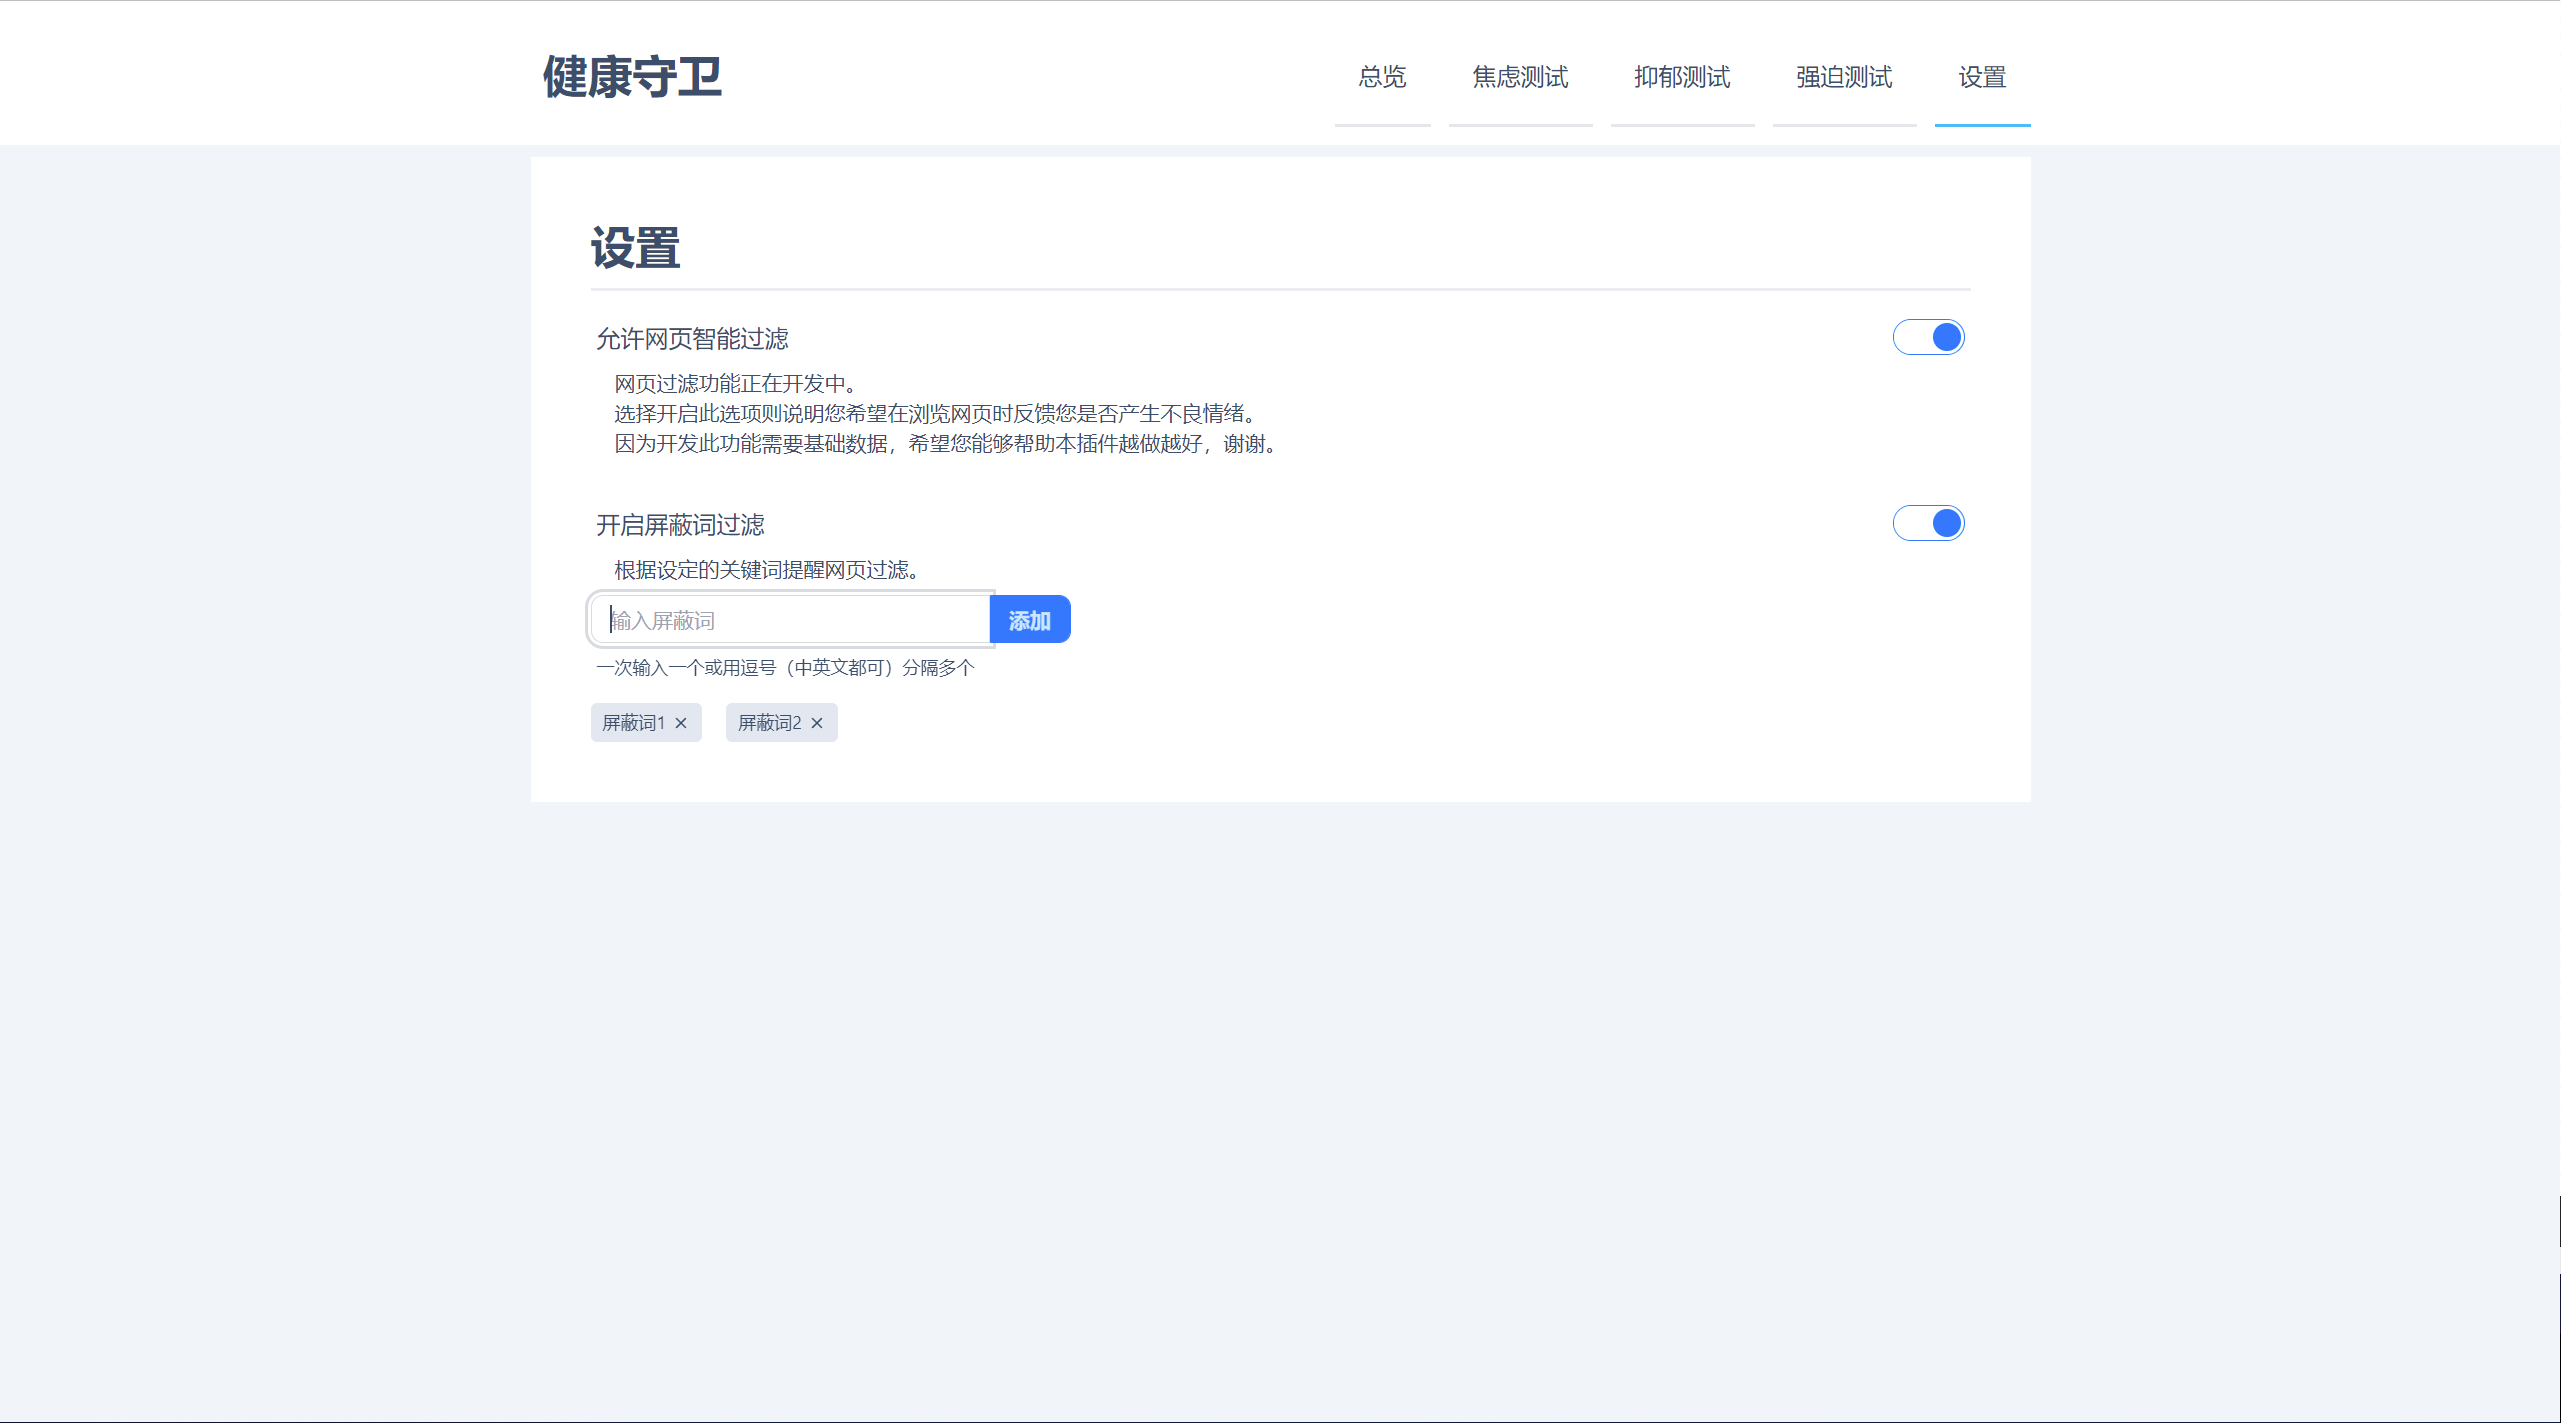 健康守卫
总览 焦虑测试 抑郁测试 强迫测试 设置
设置
允许网页智能过滤
网页过滤功能正在开发中。
选择开启此选项则说明您希望在浏览网页时反馈您是否产生不良情绪。
因为开发此功能需要基础数据，希望您能够帮助本插件越做越好，谢谢。
开启屏蔽词过滤
根据设定的关键词提醒网页过滤。
输入屏蔽词 添加
一次输入一个或用逗号（中英文都可）分隔多个
屏蔽词1 × 屏蔽词2 ×